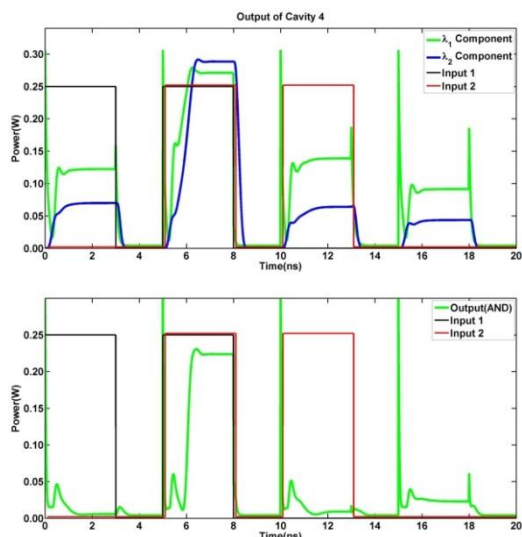 Output of Cavity 4
λ1 Component
λ2 Component
Input 1
Input 2
Power(W)
0.30
0.25
0.20
0.15
0.10
0.05
0.00
0 2 4 6 8 10 12 14 16 18 20
Time(ns)
Output(AND)
Input 1
Input 2
Power(W)
0.25
0.20
0.15
0.10
0.05
0.00
0 2 4 6 8 10 12 14 16 18 20
Time(ns)